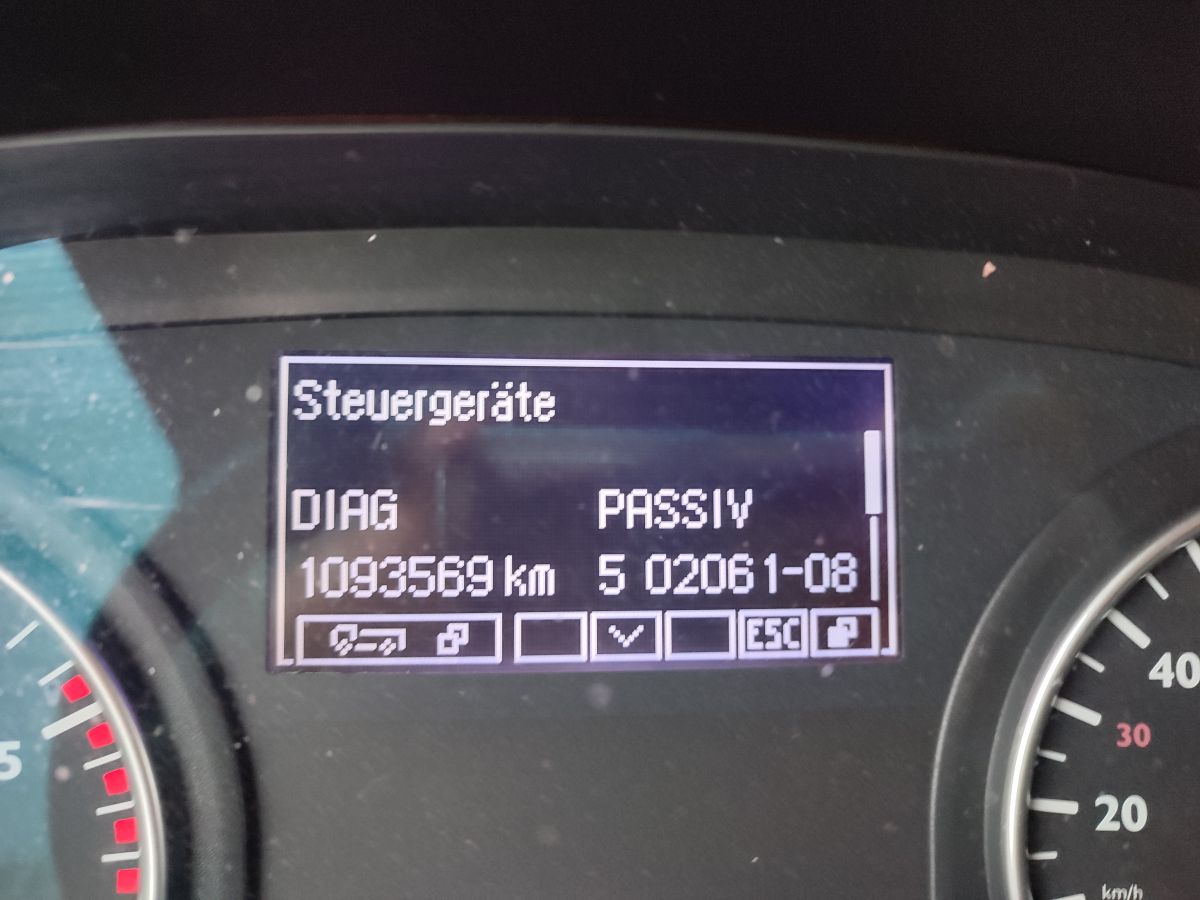 Steuergeräte
DIAG PASSIV
1093569 km 5 02061-08
ESC
5
40
30
20
km/h